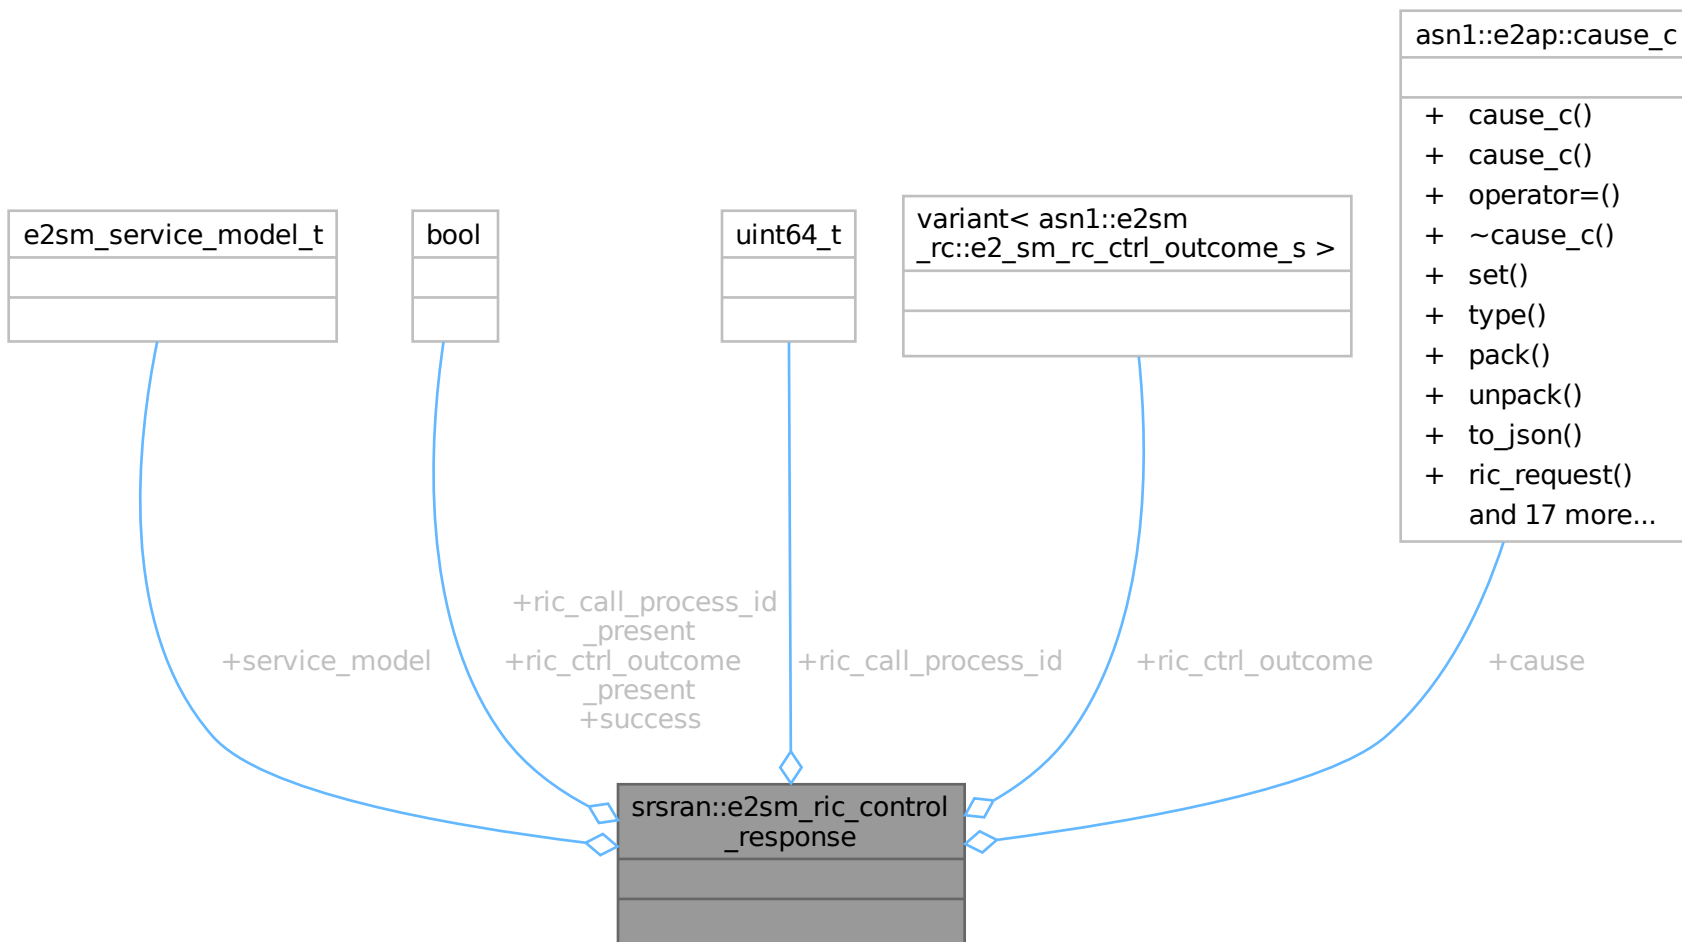 asn1::e2ap::cause_c
+ cause_c()
+ cause_c()
+ operator=()
+ ~cause_c()
+ set()
+ type()
+ pack()
+ unpack()
+ to_json()
+ ric_request()
and 17 more...
e2sm_service_model_t
bool
uint64_t
variant< asn1::e2sm
_rc::e2_sm_rc_ctrl_outcome_s >
+service_model
+ric_call_process_id
_present
+ric_ctrl_outcome
_present
+success
+ric_call_process_id
+ric_ctrl_outcome
+cause
srsran::e2sm_ric_control
_response